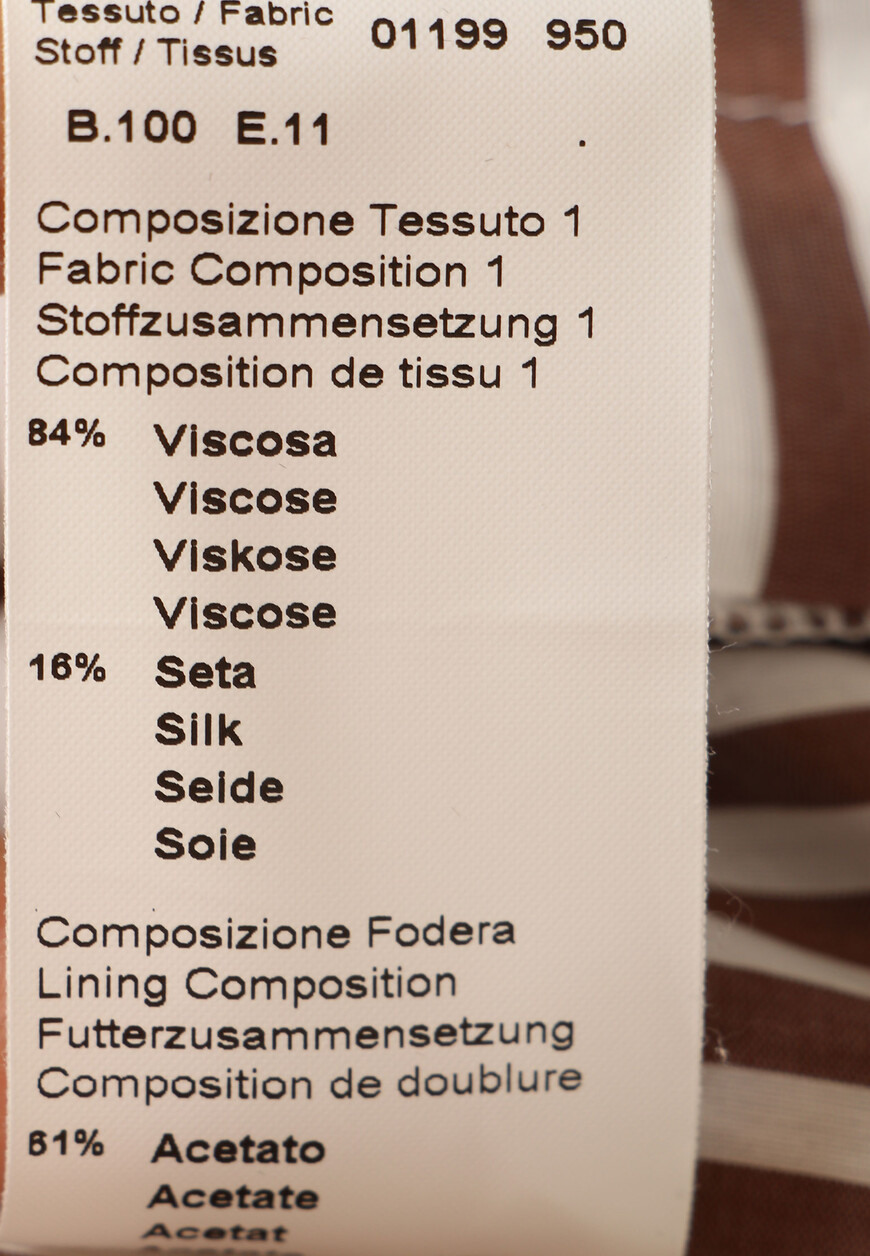 Tessuto / Fabric
Stoff / Tissus
01199 950
B.100 E.11
Composizione Tessuto 1
Fabric Composition 1
Stoffzusammensetzung 1
Composition de tissu 1
84% Viscosa
Viscose
Viskose
Viscose
16% Seta
Silk
Seide
Soie
Composizione Fodera
Lining Composition
Futterzusammensetzung
Composition de doublure
61% Acetato
Acetate
Acetat